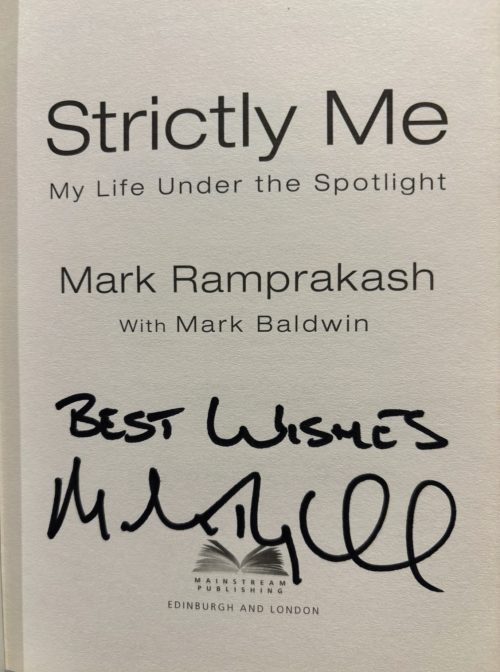 Strictly Me
My Life Under the Spotlight
Mark Ramprakash
With Mark Baldwin
BEST WISHES
MAINSTREAM
PUBLISHING
EDINBURGH AND LONDON